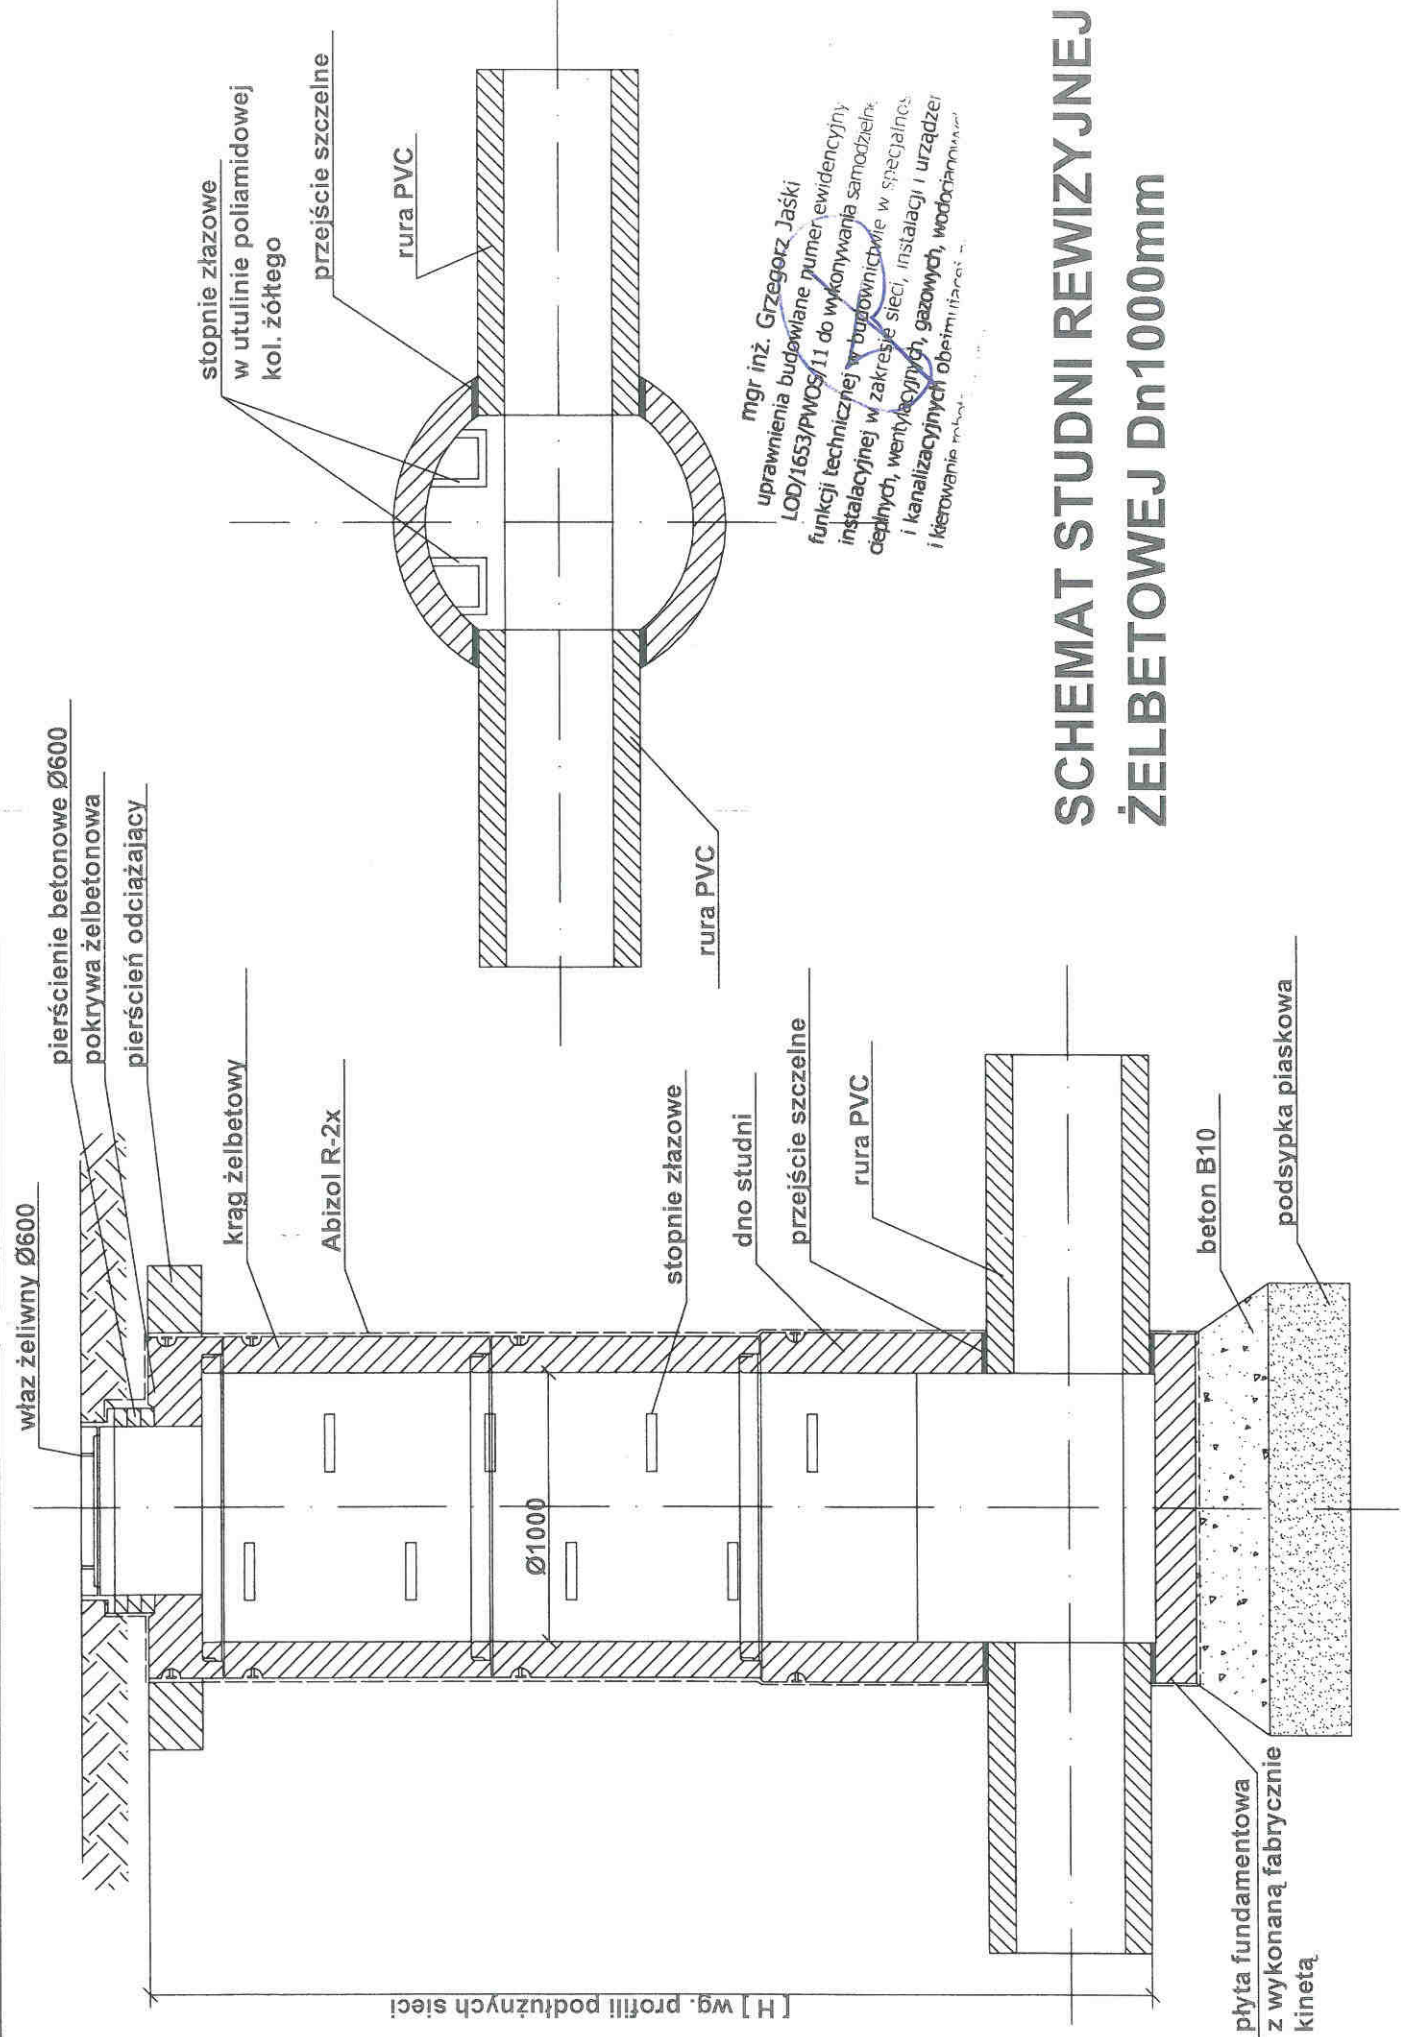 właz żeliwny Ø600
pierścienie betonowe Ø600
pokrywa żelbetonowa
pierścień odciążający
krąg żelbetowy
Abizol R-2x
stopnie złazowe
dno studni
przejście szczelne
rura PVC
beton B10
podsypka piaskowa
Ø1000
[ H ] wg. profili podłużnych sieci
płyta fundamentowa
z wykonaną fabrycznie
kinetą
stopnie złazowe
w utulinie poliamidowej
kol. żółtego
przejście szczelne
rura PVC
rura PVC
mgr inż. Grzegorz Jaśki
uprawnienia budowlane numer ewidencyjny
LOD/1653/PWOS/11 do wykonywania samodzieln
funkcji technicznej w budownictwie w specjalnoś
instalacyjnej w zakresie sieci, instalacji i urządzeń
cieplnych, wentylacyjnych, gazowych, wodociągowych
i kanalizacyjnych obejmującej
i kierowanie
SCHEMAT STUDNI REWIZYJNEJ
ŻELBETOWEJ Dn1000mm